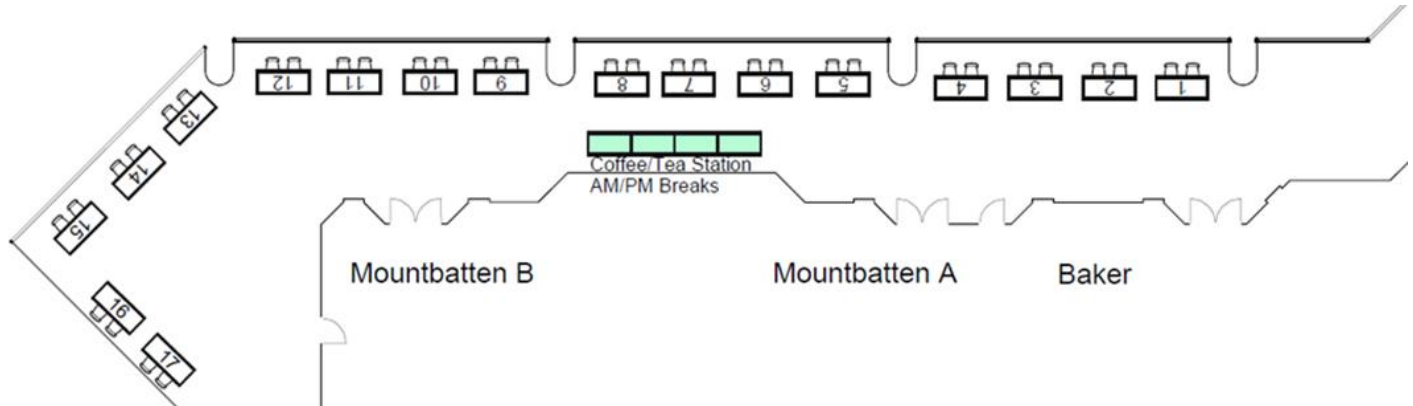 12 11 10 9 8 7 6 5 4 3 2 1
13
14
15
16
17
Coffee/Tea Station
AM/PM Breaks
Mountbatten B Mountbatten A Baker